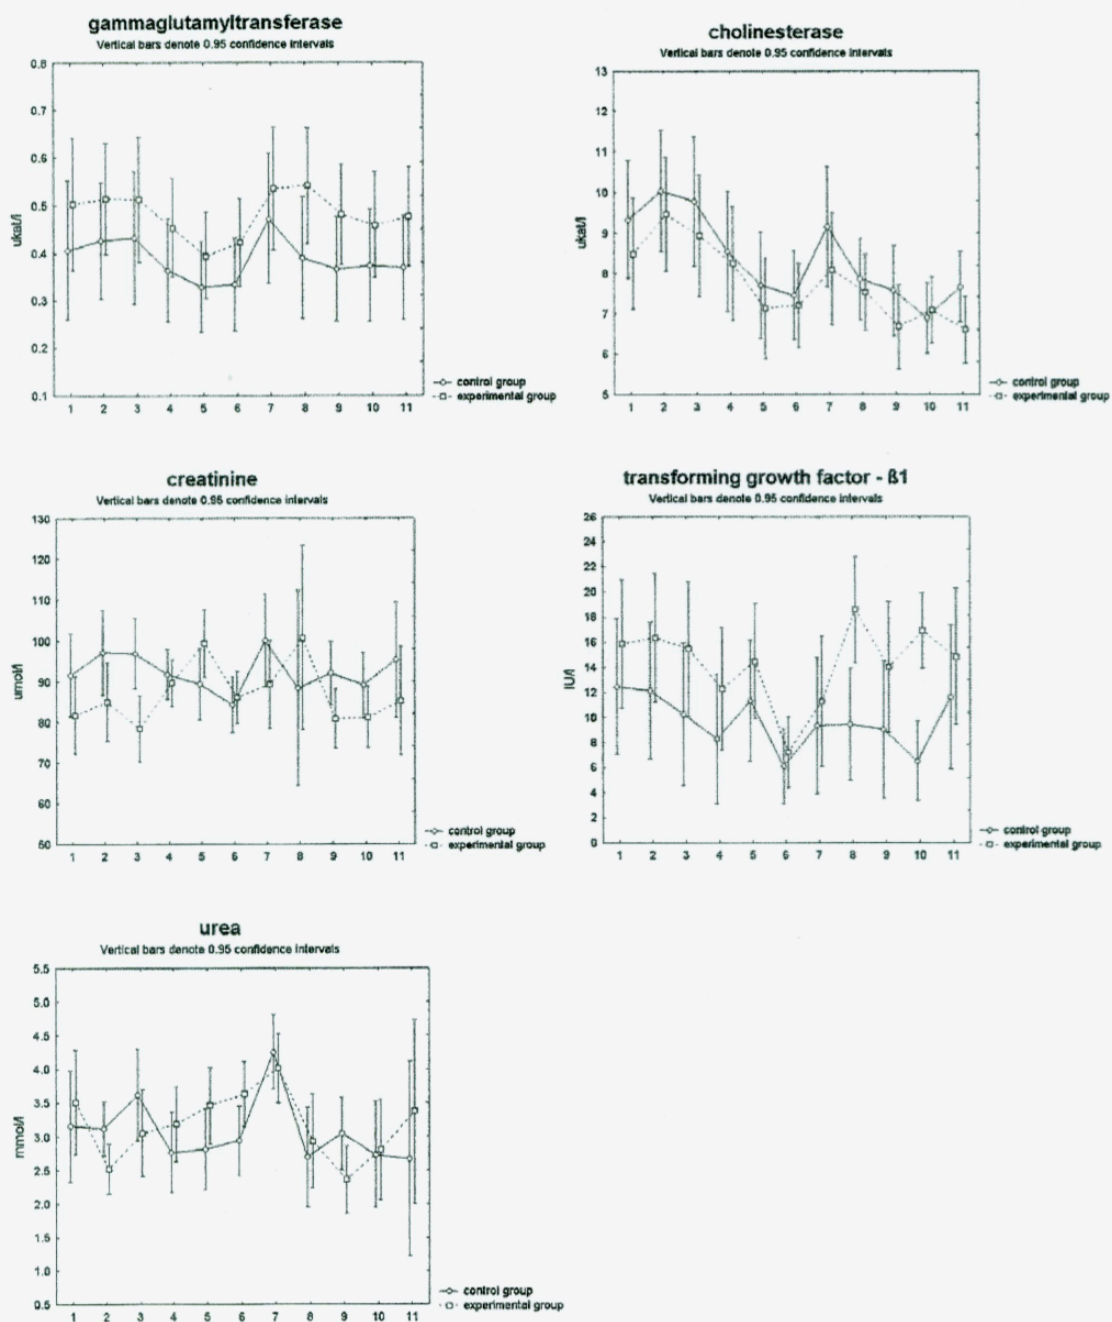 gammaglutamyltransferase
Vertical bars denote 0.95 confidence intervals
0.8
0.7
0.6
0.5
0.4
0.3
0.2
0.1
ukat/l
1 2 3 4 5 6 7 8 9 10 11
control group
experimental group
cholinesterase
Vertical bars denote 0.95 confidence intervals
13
12
11
10
9
8
7
6
5
ukat/l
1 2 3 4 5 6 7 8 9 10 11
control group
experimental group
creatinine
Vertical bars denote 0.95 confidence intervals
130
120
110
100
90
80
70
60
50
umol/l
1 2 3 4 5 6 7 8 9 10 11
control group
experimental group
transforming growth factor - ß1
Vertical bars denote 0.95 confidence intervals
26
24
22
20
18
16
14
12
10
8
6
4
2
0
IU/l
1 2 3 4 5 6 7 8 9 10 11
control group
experimental group
urea
Vertical bars denote 0.95 confidence intervals
5.5
5.0
4.5
4.0
3.5
3.0
2.5
2.0
1.5
1.0
0.5
mmol/l
1 2 3 4 5 6 7 8 9 10 11
control group
experimental group